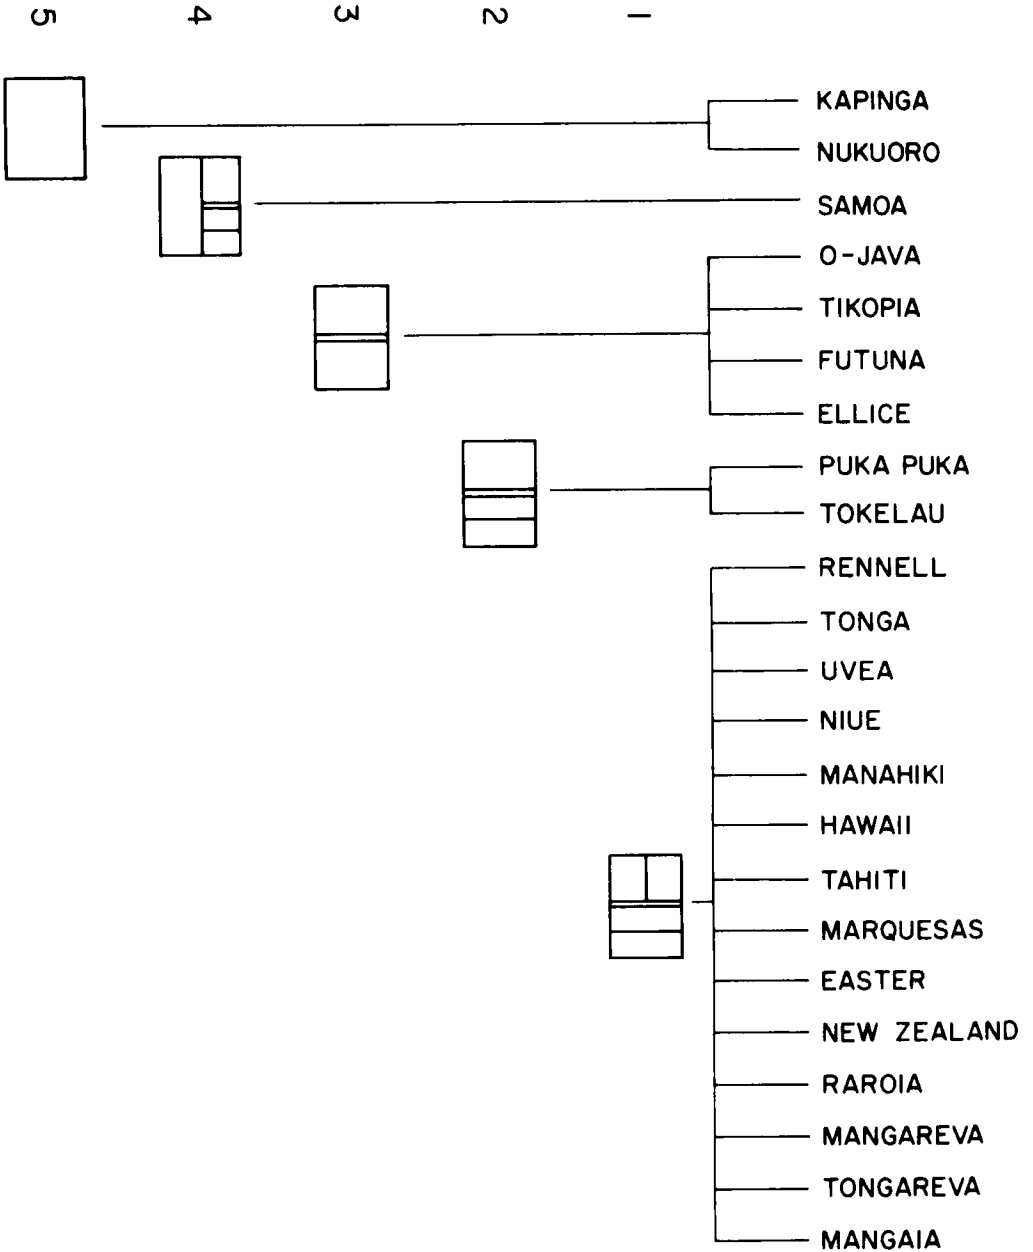 5 4 3 2 1
KAPINGA
NUKUORO
SAMOA
O-JAVA
TIKOPIA
FUTUNA
ELLICE
PUKA PUKA
TOKELAU
RENNELL
TONGA
UVEA
NIUE
MANAHIKI
HAWAII
TAHITI
MARQUESAS
EASTER
NEW ZEALAND
RAROIA
MANGAREVA
TONGAREVA
MANGAIA